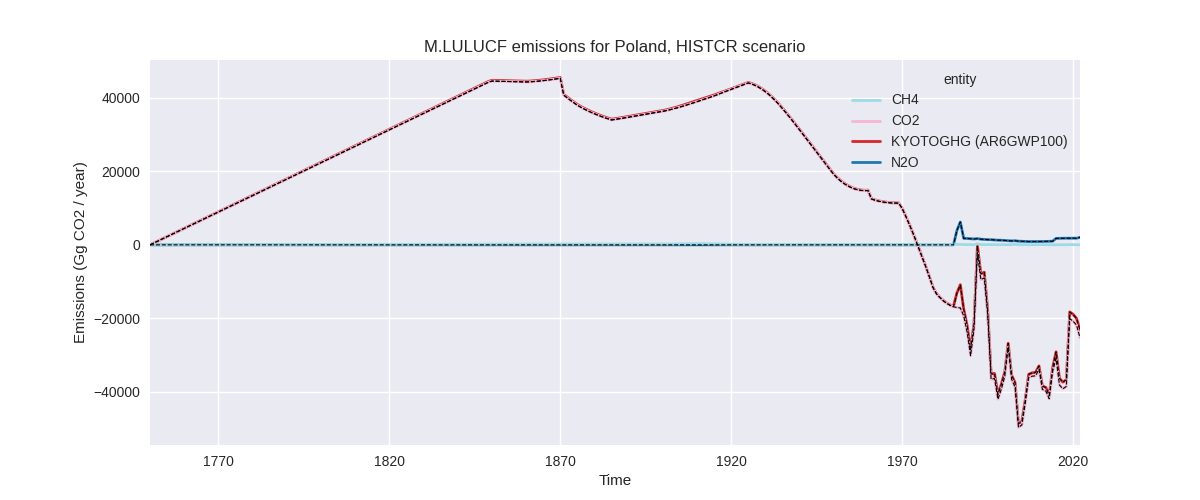 M.LULUCF emissions for Poland, HISTCR scenario
Emissions (Gg CO2 / year)
40000
20000
0
−20000
−40000
entity
CH4
CO2
KYOTOGHG (AR6GWP100)
N2O
1770
1820
1870
1920
1970
2020
Time